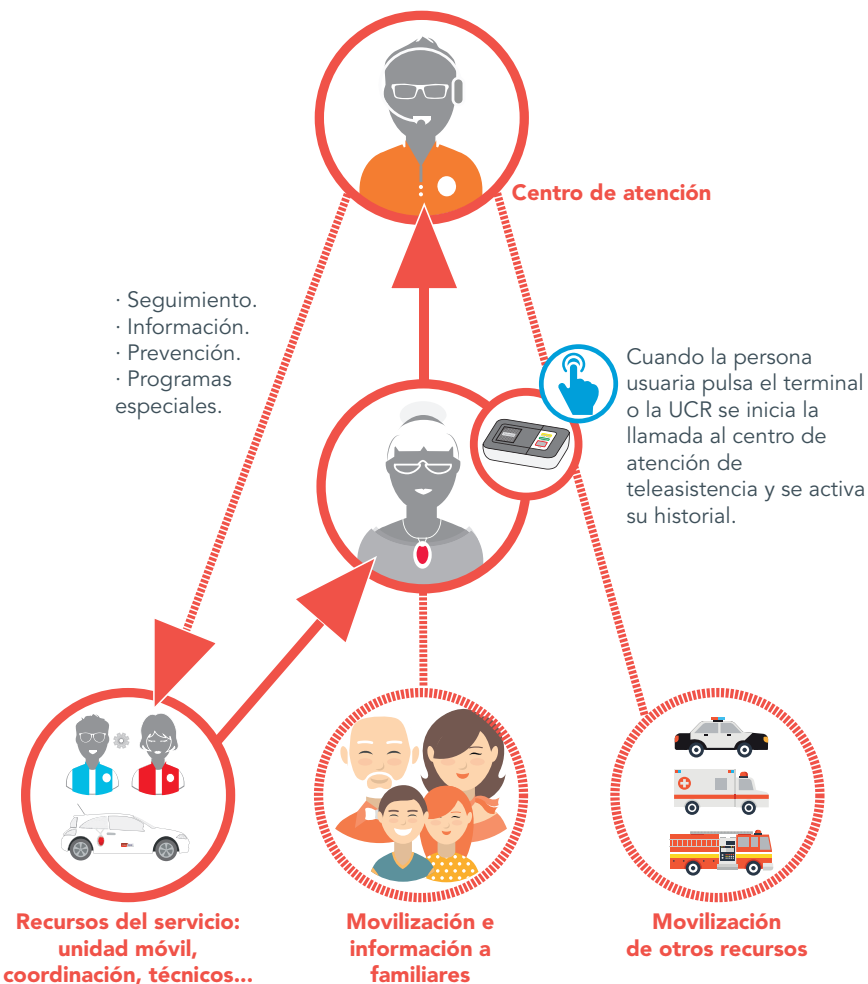 Centro de atención
· Seguimiento.
· Información.
· Prevención.
· Programas
especiales.
Cuando la persona
usuaria pulsa el terminal
o la UCR se inicia la
llamada al centro de
atención de
teleasistencia y se activa
su historial.
Recursos del servicio:
unidad móvil,
coordinación, técnicos...
Movilización e
información a
familiares
Movilización
de otros recursos